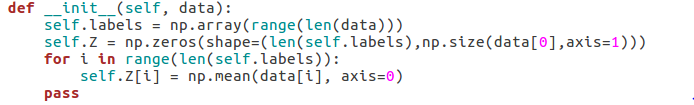 def __init__(self, data):
    self.labels = np.array(range(len(data)))
    self.Z = np.zeros(shape=(len(self.labels),np.size(data[0],axis=1)))
    for i in range(len(self.labels)):
        self.Z[i] = np.mean(data[i], axis=0)
    pass